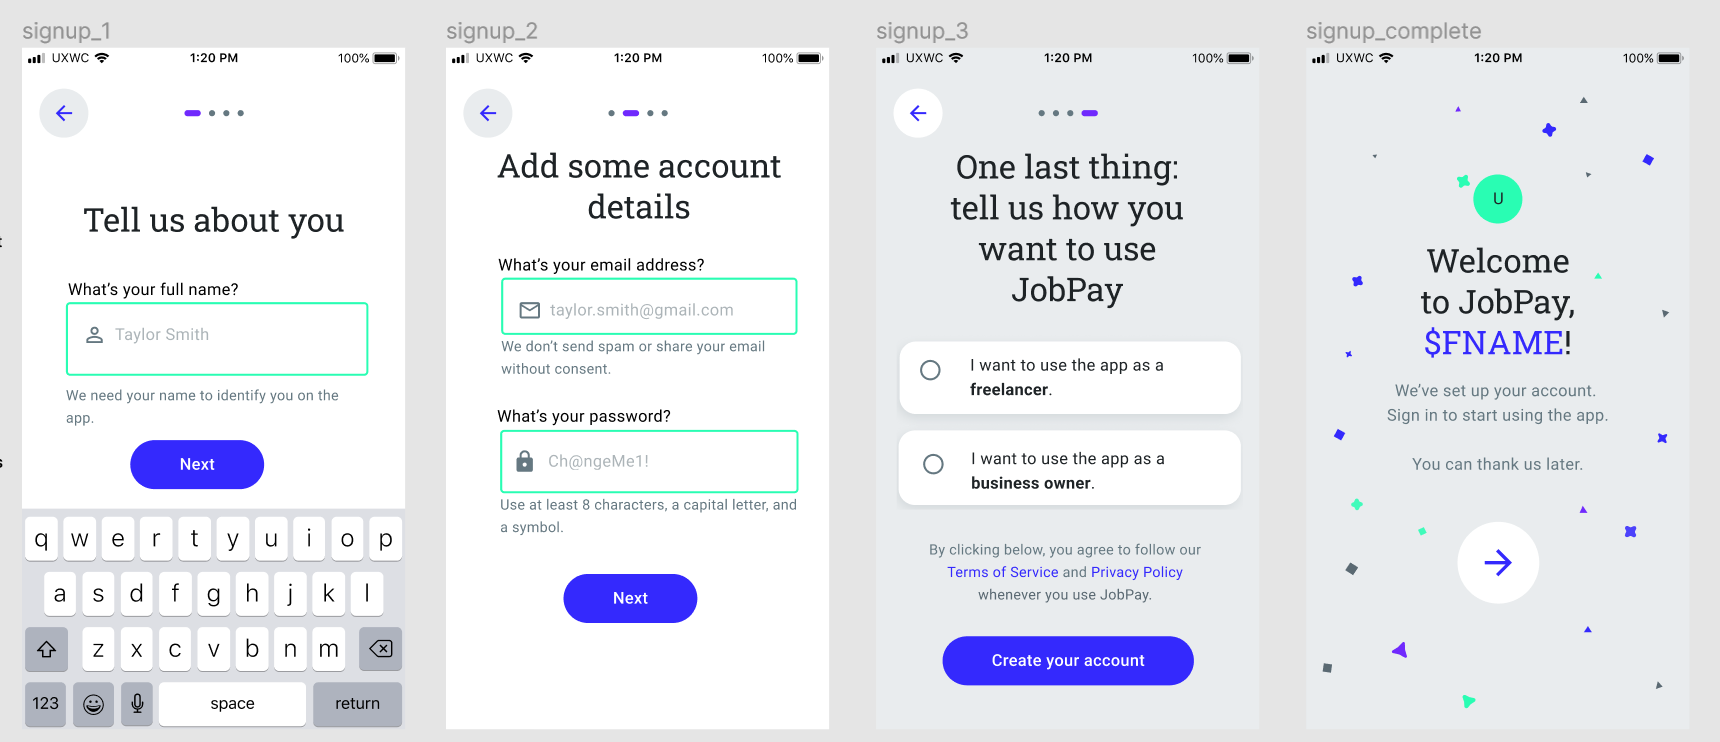 signup_1
UXWC 1:20 PM 100%
Tell us about you
What's your full name?
Taylor Smith
We need your name to identify you on the
app.
Next
q w e r t y u i o p
a s d f g h j k l
z x c v b n m
123 space return
signup_2
UXWC 1:20 PM 100%
Add some account
details
What's your email address?
taylor.smith@gmail.com
We don't send spam or share your email
without consent.
What's your password?
Ch@ngeMe1!
Use at least 8 characters, a capital letter, and
a symbol.
Next
signup_3
UXWC 1:20 PM 100%
One last thing:
tell us how you
want to use
JobPay
I want to use the app as a
freelancer.
I want to use the app as a
business owner.
By clicking below, you agree to follow our
Terms of Service and Privacy Policy
whenever you use JobPay.
Create your account
signup_complete
UXWC 1:20 PM 100%
U
Welcome
to JobPay,
$FNAME!
We've set up your account.
Sign in to start using the app.
You can thank us later.